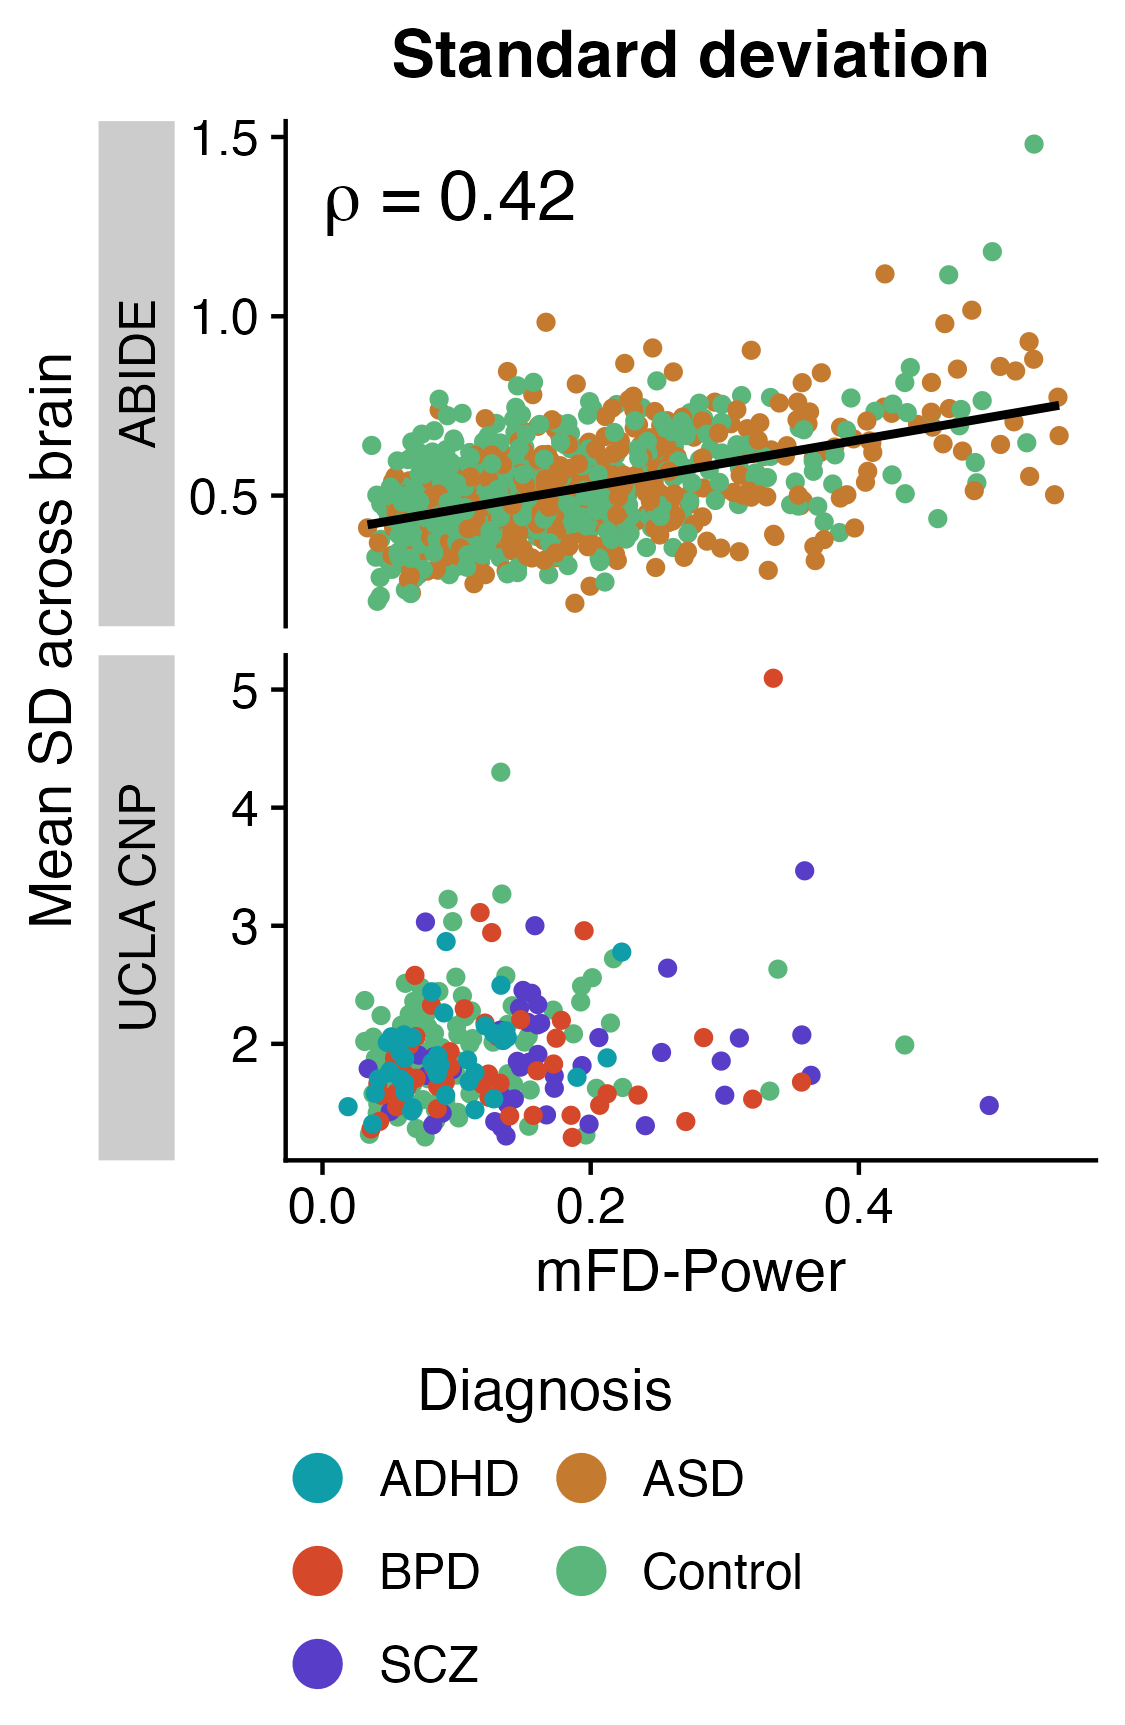 Standard deviation
Mean SD across brain
ABIDE
1.5
1.0
0.5
ρ = 0.42
UCLA CNP
5
4
3
2
0.0 0.2 0.4
mFD-Power
Diagnosis
ADHD ASD
BPD Control
SCZ